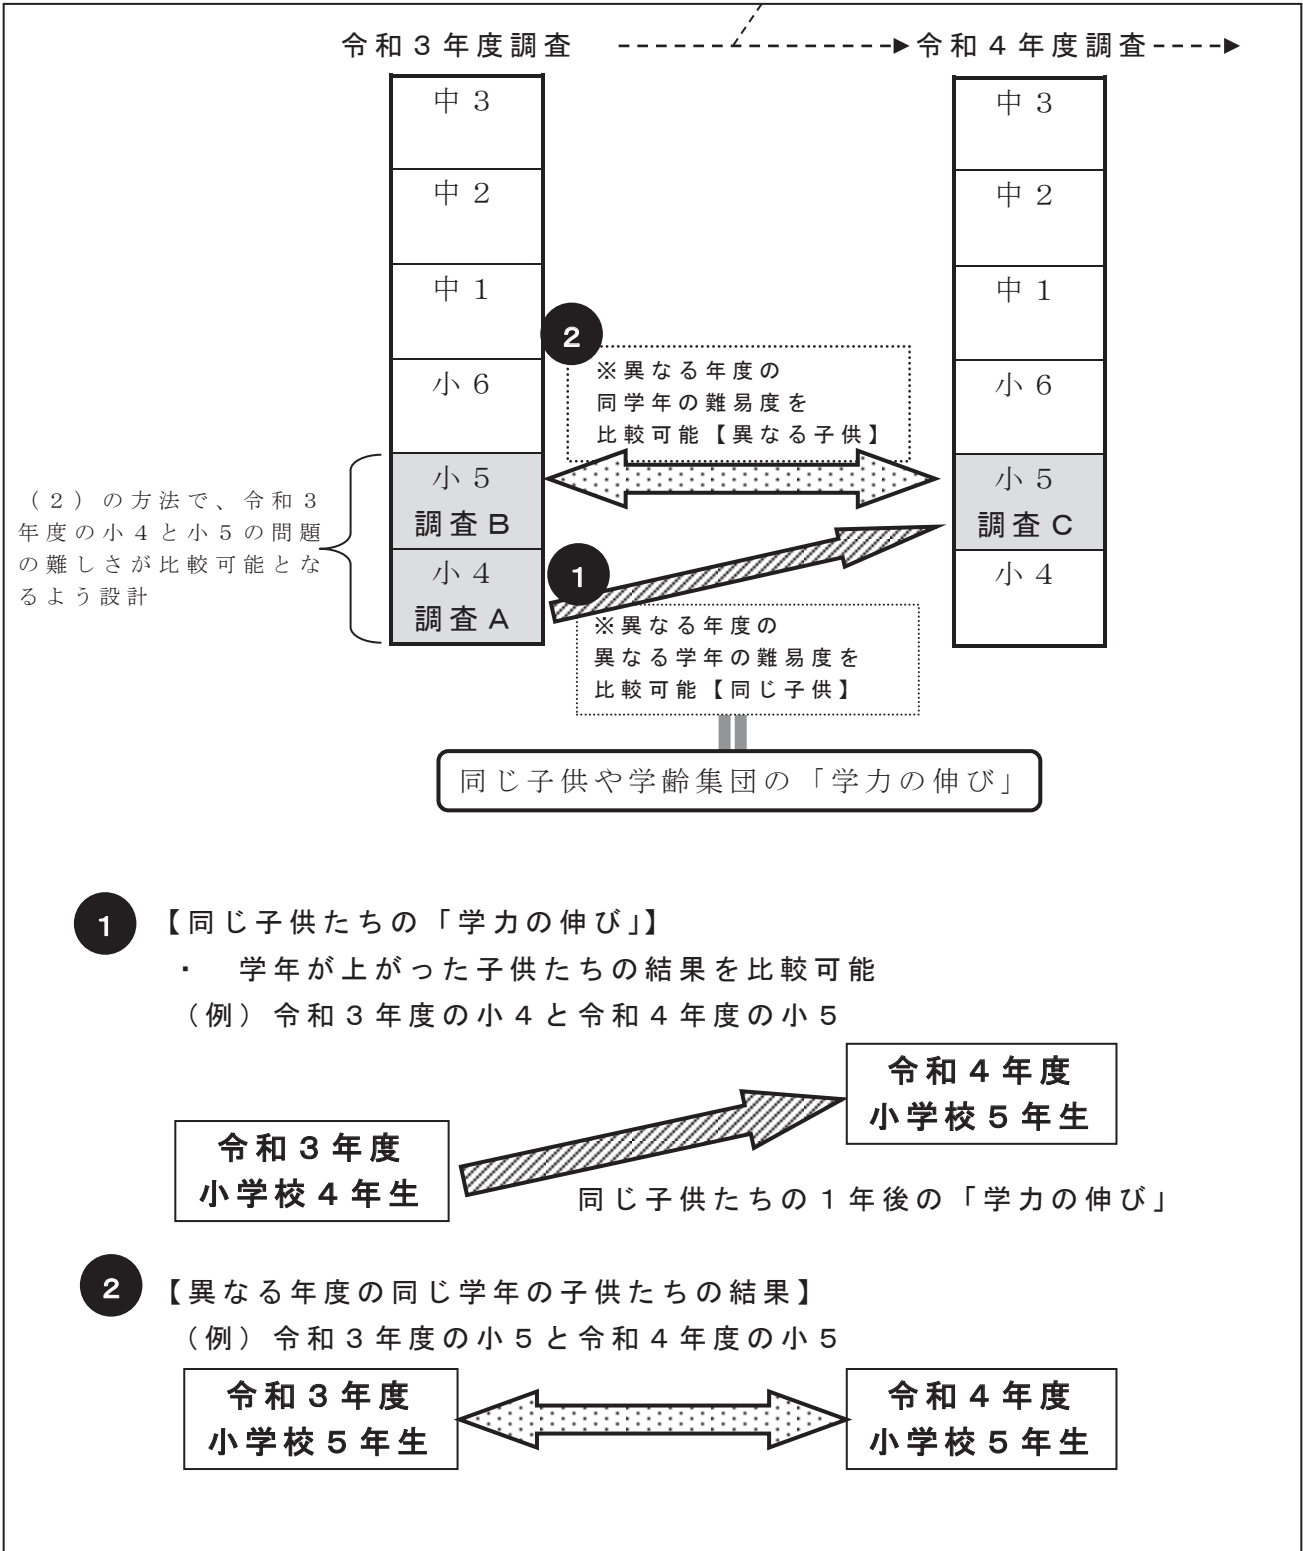 令和３年度調査
令和４年度調査
中３
中２
中１
小６
小５
調査Ｂ
小４
調査Ａ
（２）の方法で、令和３
年度の小４と小５の問題
の難しさが比較可能とな
るよう設計
２
※異なる年度の
同学年の難易度を
比較可能【異なる子供】
１
※異なる年度の
異なる学年の難易度を
比較可能【同じ子供】
中３
中２
中１
小６
小５
調査Ｃ
小４
同じ子供や学齢集団の「学力の伸び」
１
【同じ子供たちの「学力の伸び」】
・　学年が上がった子供たちの結果を比較可能
（例）令和３年度の小４と令和４年度の小５
令和３年度
小学校４年生
令和４年度
小学校５年生
同じ子供たちの１年後の「学力の伸び」
２
【異なる年度の同じ学年の子供たちの結果】
（例）令和３年度の小５と令和４年度の小５
令和３年度
小学校５年生
令和４年度
小学校５年生